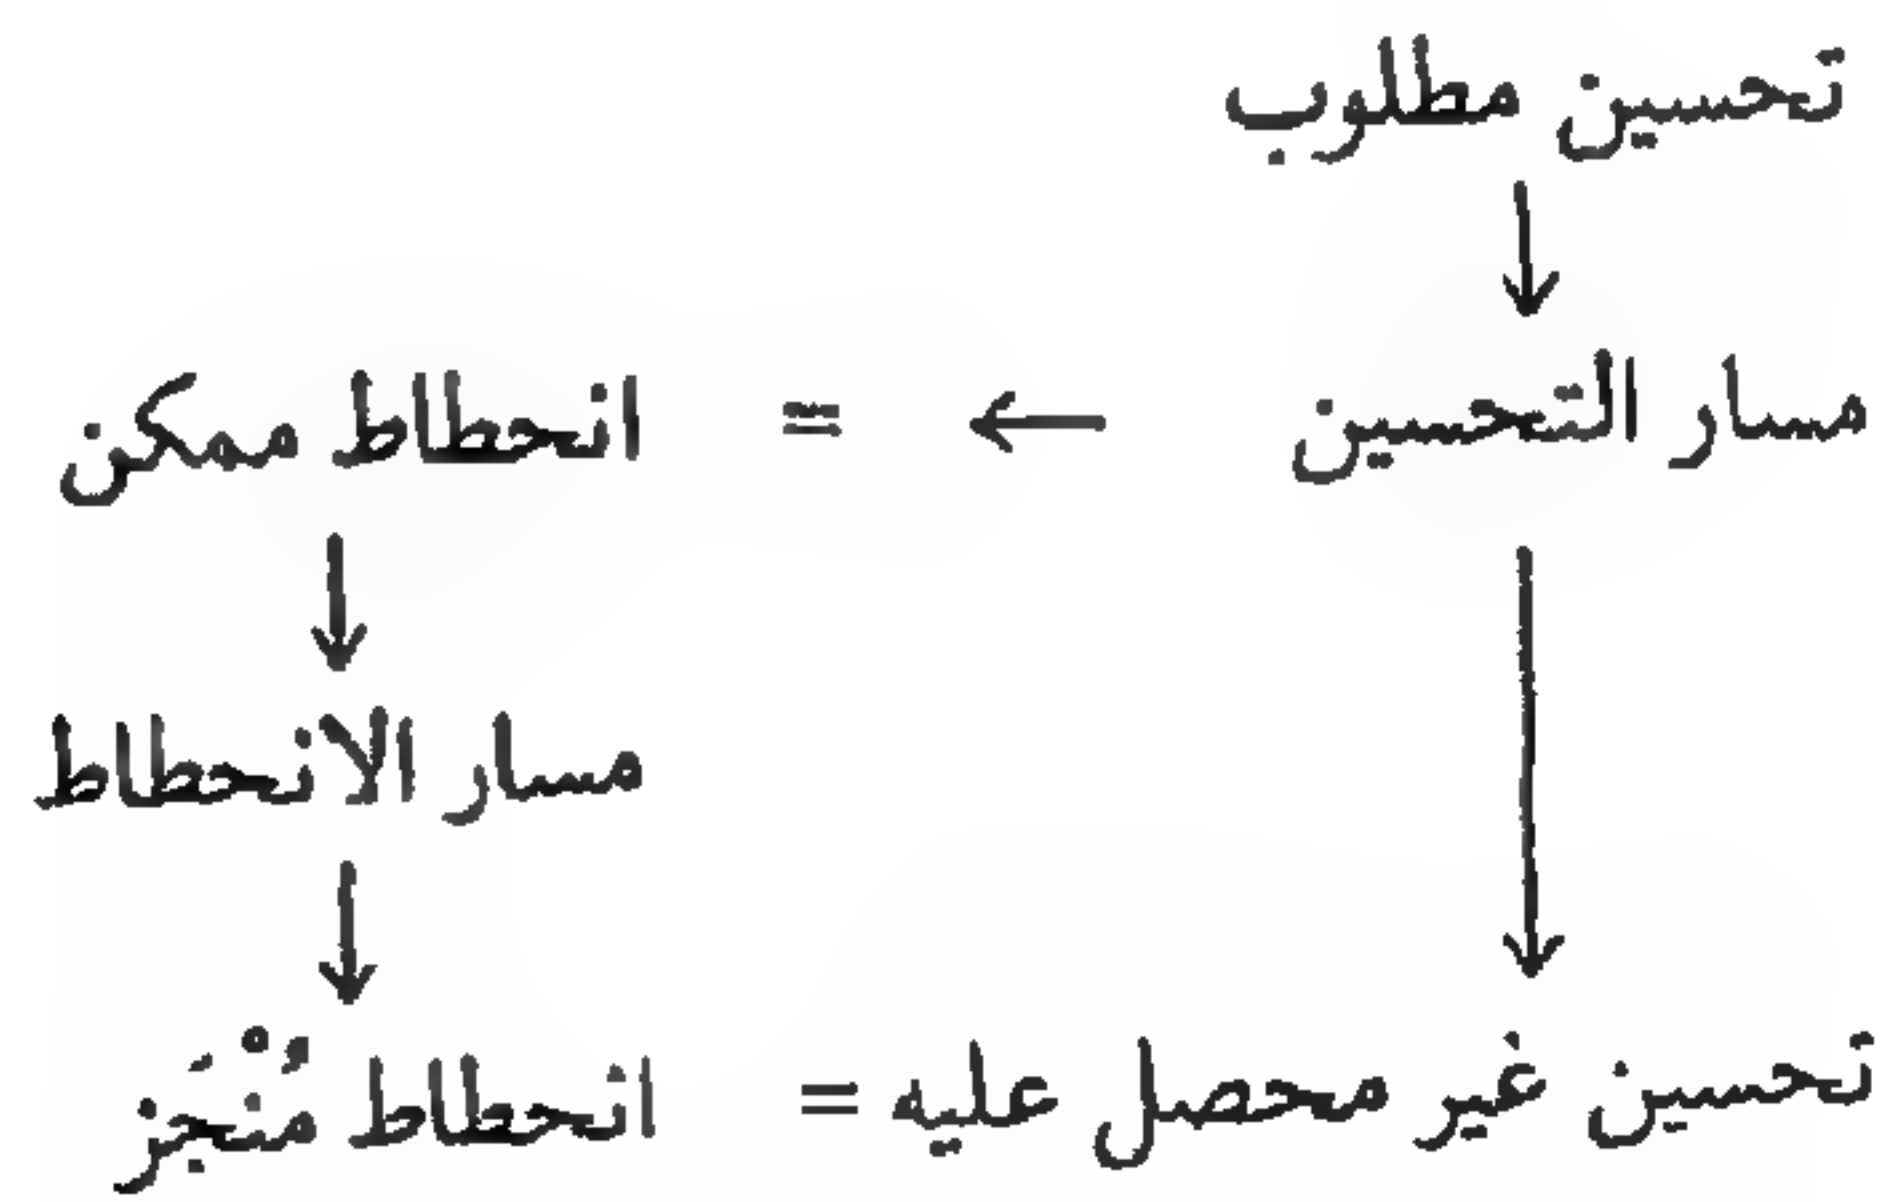 تحسين مطلوب
↓
مسار التحسين ← = انحطاط ممكن
↓
مسار الانحطاط
↓
تحسين غير محصل عليه = انحطاط مُنْجَز